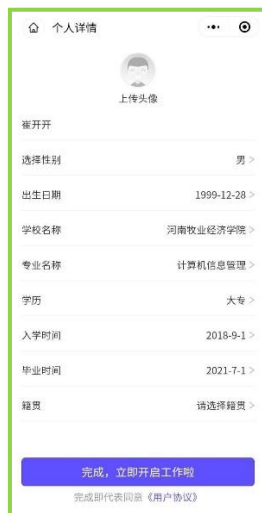 个人详情
上传头像
崔开开
选择性别 男 >
出生日期 1999-12-28 >
学校名称 河南牧业经济学院 >
专业名称 计算机信息管理 >
学历 大专 >
入学时间 2018-9-1 >
毕业时间 2021-7-1 >
籍贯 请选择籍贯 >
完成，立即开启工作啦
完成即代表同意《用户协议》